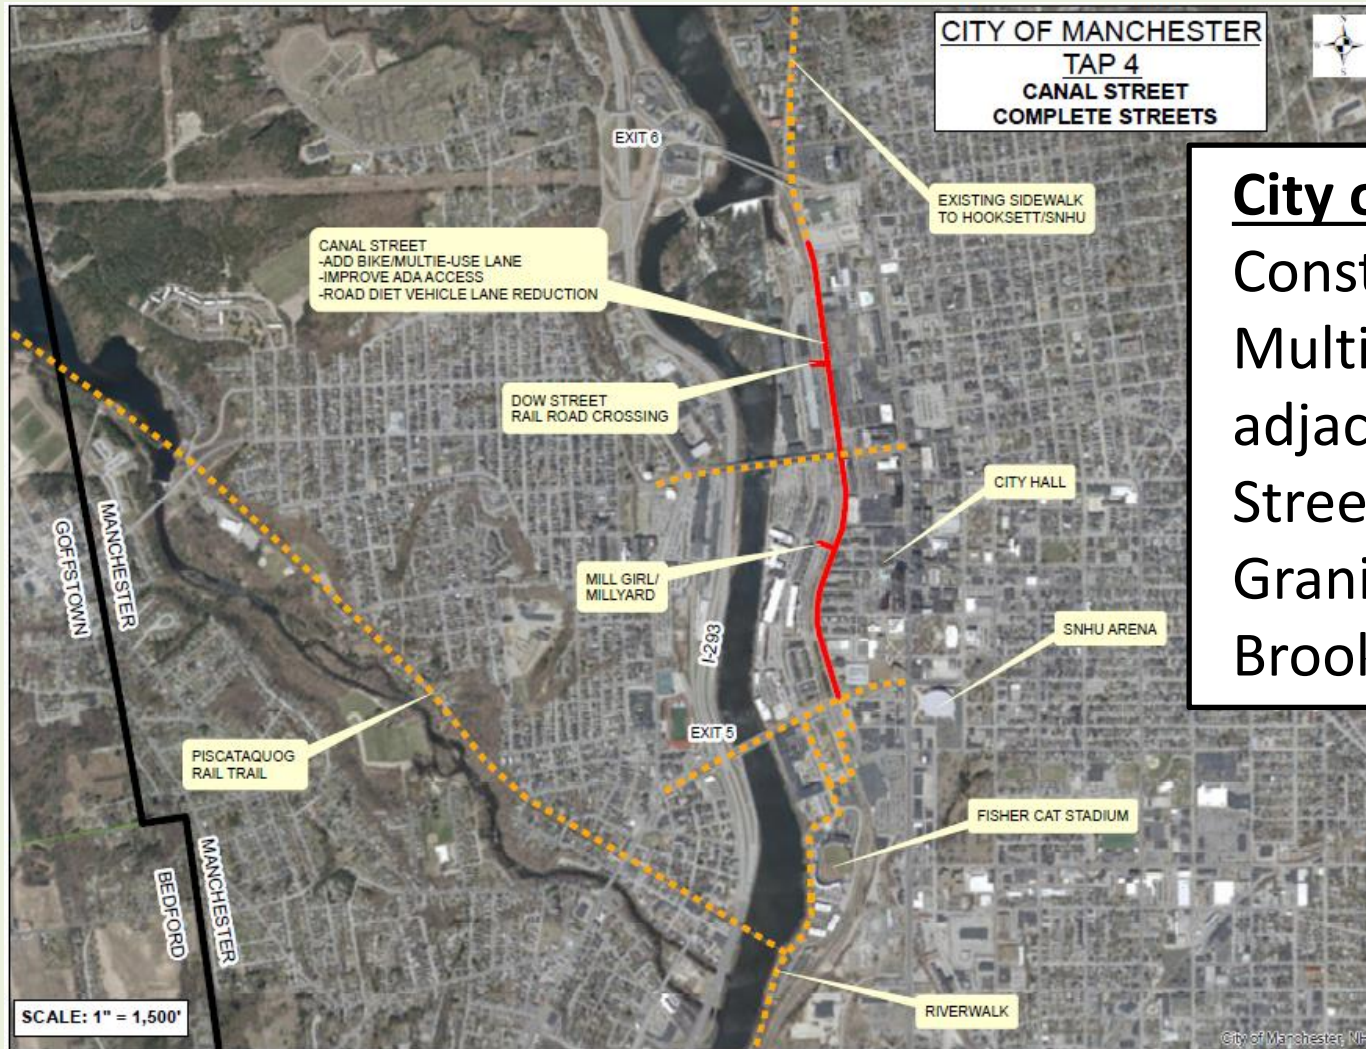 CITY OF MANCHESTER
TAP 4
CANAL STREET
COMPLETE STREETS
EXIT 6
EXISTING SIDEWALK
TO HOOKSETT/SNHU
City
Const
Multi
adjac
Stree
Grani
Brook
CANAL STREET
-ADD BIKE/MULTIE-USE LANE
-IMPROVE ADA ACCESS
-ROAD DIET VEHICLE LANE REDUCTION
DOW STREET
RAIL ROAD CROSSING
CITY HALL
MANCHESTER
GOFFSTOWN
MILL GIRL/
MILLYARD
SNHU ARENA
I-293
EXIT 5
PISCATAQUOG
RAIL TRAIL
FISHER CAT STADIUM
MANCHESTER
BEDFORD
RIVERWALK
SCALE: 1" = 1,500'
City of Manchester, NH